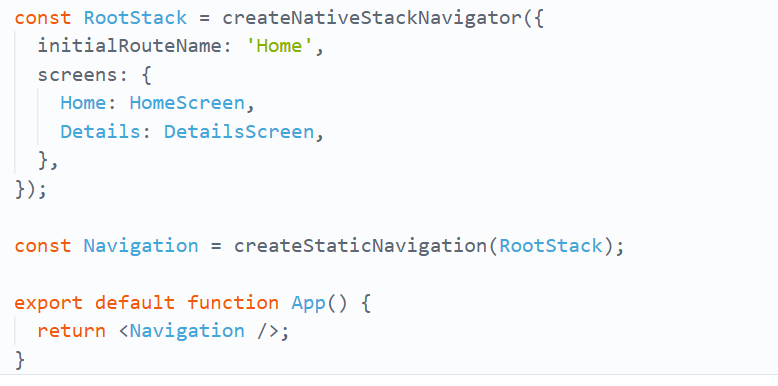 const RootStack = createNativeStackNavigator({
  initialRouteName: 'Home',
  screens: {
    Home: HomeScreen,
    Details: DetailsScreen,
  },
});

const Navigation = createStaticNavigation(RootStack);

export default function App() {
  return <Navigation />;
}